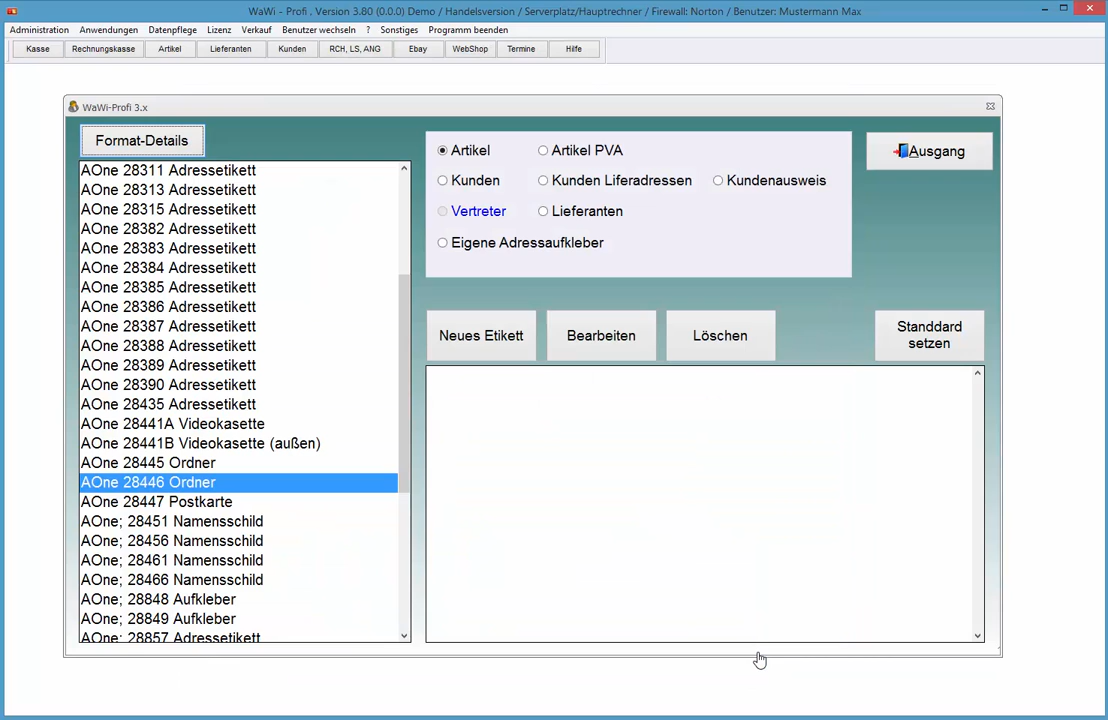 WaWi - Profi . Version 3.80 (0.0.0) Demo / Handelsversion / Serverplatz/Hauptrechner / Firewall: Norton / Benutzer: Mustermann Max
Administration Anwendungen Datenpflege Lizenz Verkauf Benutzer wechseln ? Sonstiges Programm beenden
Kasse Rechnungskasse Artikel Lieferanten Kunden RCH, LS, ANG Ebay WebShop Termine Hilfe
WaWi-Profi 3.x
Format-Details
AOne 28311 Adressetikett
AOne 28313 Adressetikett
AOne 28315 Adressetikett
AOne 28382 Adressetikett
AOne 28383 Adressetikett
AOne 28384 Adressetikett
AOne 28385 Adressetikett
AOne 28386 Adressetikett
AOne 28387 Adressetikett
AOne 28388 Adressetikett
AOne 28389 Adressetikett
AOne 28390 Adressetikett
AOne 28435 Adressetikett
AOne 28441A Videokasette
AOne 28441B Videokasette (außen)
AOne 28445 Ordner
AOne 28446 Ordner
AOne 28447 Postkarte
AOne; 28451 Namensschild
AOne; 28456 Namensschild
AOne; 28461 Namensschild
AOne; 28466 Namensschild
AOne; 28848 Aufkleber
AOne; 28849 Aufkleber
AOne; 28857 Adressetikett
Artikel Artikel PVA
Kunden Kunden Liferadressen Kundenausweis
Vertreter Lieferanten
Eigene Adressaufkleber
Ausgang
Neues Etikett Bearbeiten Löschen
Standdard
setzen